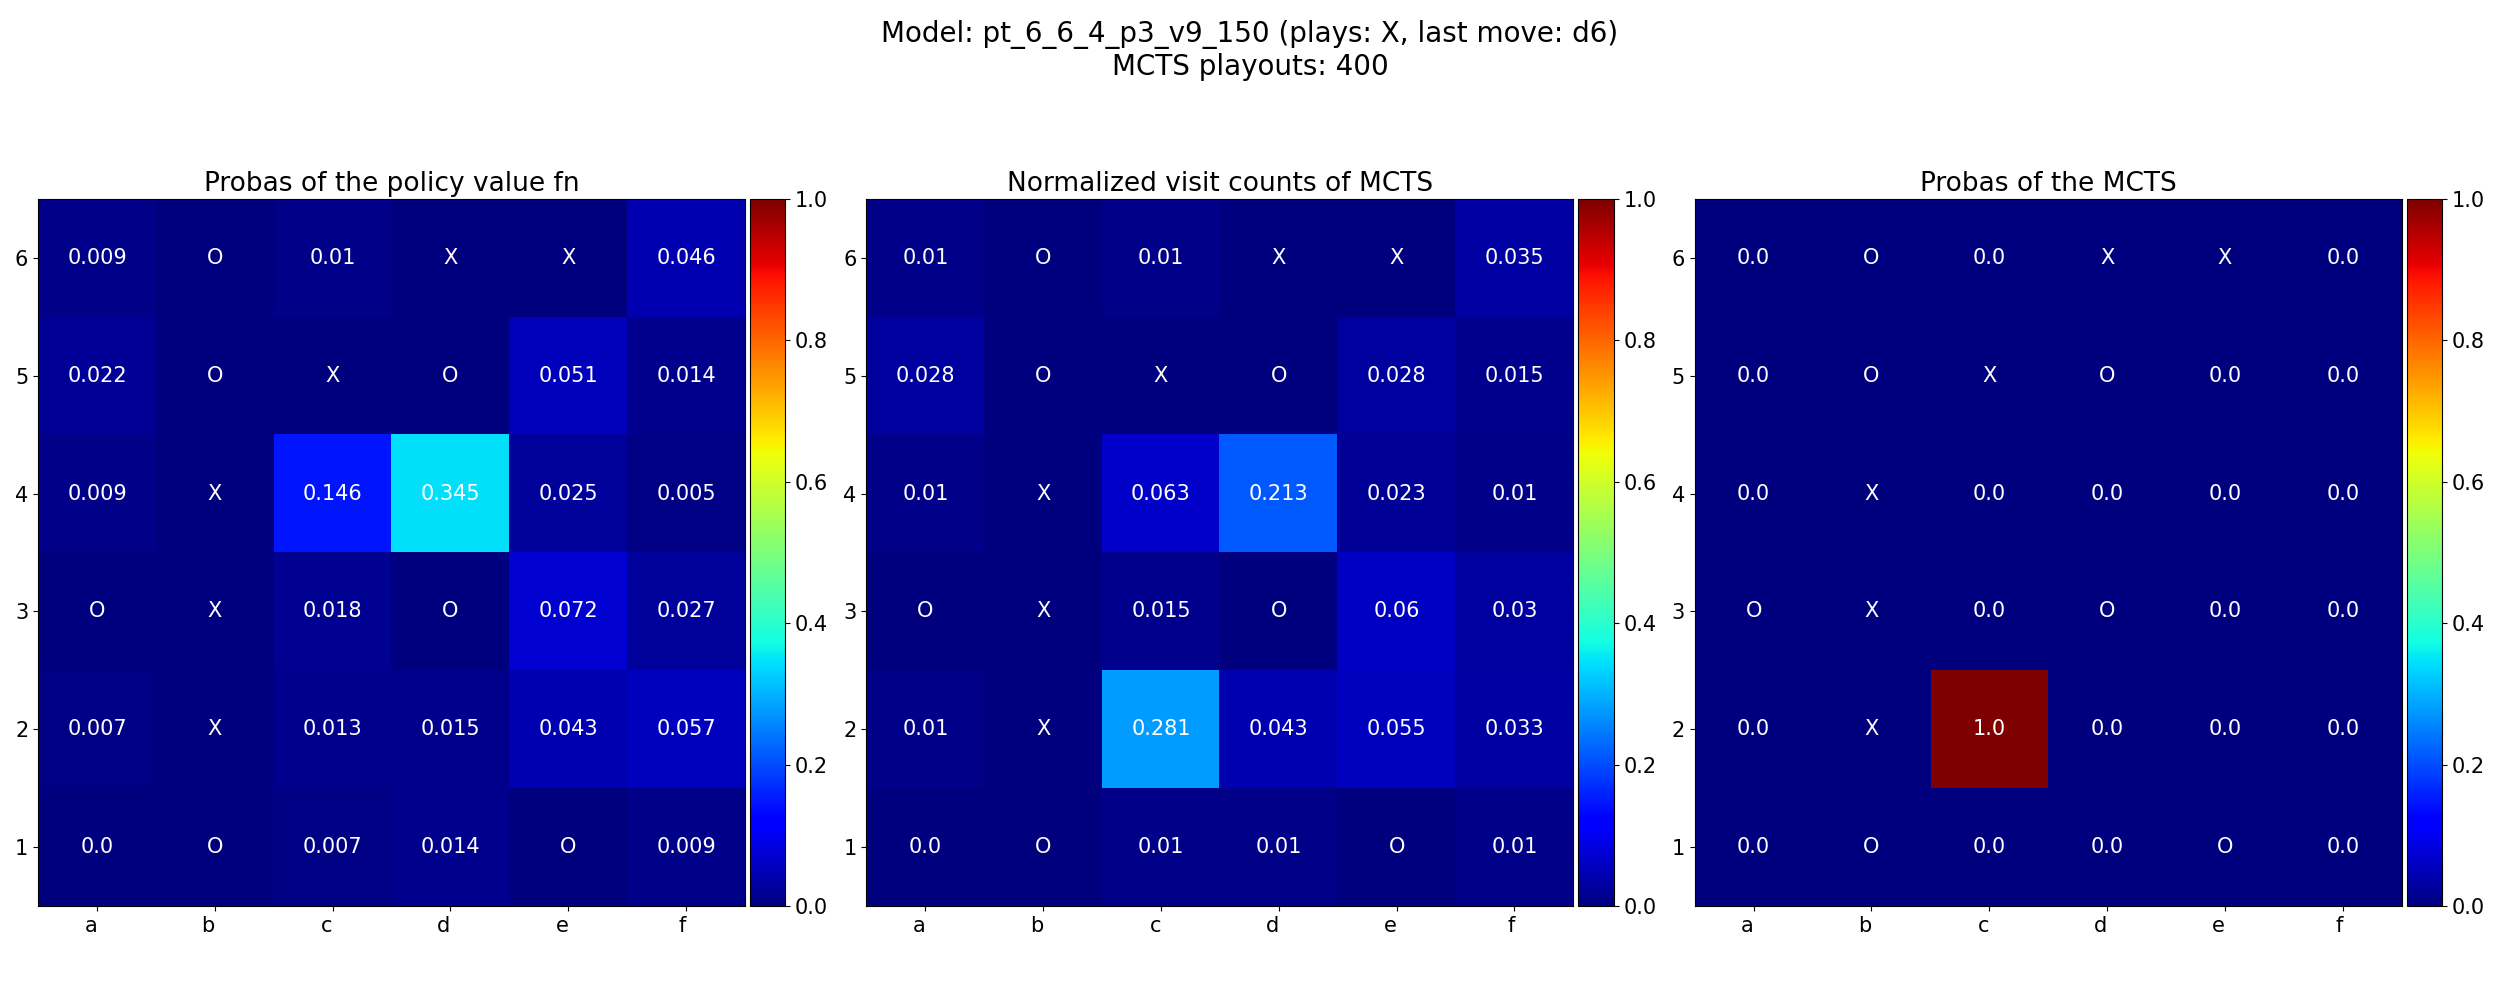 Model: pt_6_6_4_p3_v9_150 (plays: X, last move: d6)
MCTS playouts: 400
Probas of the policy value fn
1.0
0.8
0.6
0.4
0.2
0.0
6 0.009 O 0.01 X X 0.046
5 0.022 O X O 0.051 0.014
4 0.009 X 0.146 0.345 0.025 0.005
3 O X 0.018 O 0.072 0.027
2 0.007 X 0.013 0.015 0.043 0.057
1 0.0 O 0.007 0.014 O 0.009
a b c d e f
Normalized visit counts of MCTS
1.0
0.8
0.6
0.4
0.2
0.0
6 0.01 O 0.01 X X 0.035
5 0.028 O X O 0.028 0.015
4 0.01 X 0.063 0.213 0.023 0.01
3 O X 0.015 O 0.06 0.03
2 0.01 X 0.281 0.043 0.055 0.033
1 0.0 O 0.01 0.01 O 0.01
a b c d e f
Probas of the MCTS
1.0
0.8
0.6
0.4
0.2
0.0
6 0.0 O 0.0 X X 0.0
5 0.0 O X O 0.0 0.0
4 0.0 X 0.0 0.0 0.0 0.0
3 O X 0.0 O 0.0 0.0
2 0.0 X 1.0 0.0 0.0 0.0
1 0.0 O 0.0 0.0 O 0.0
a b c d e f